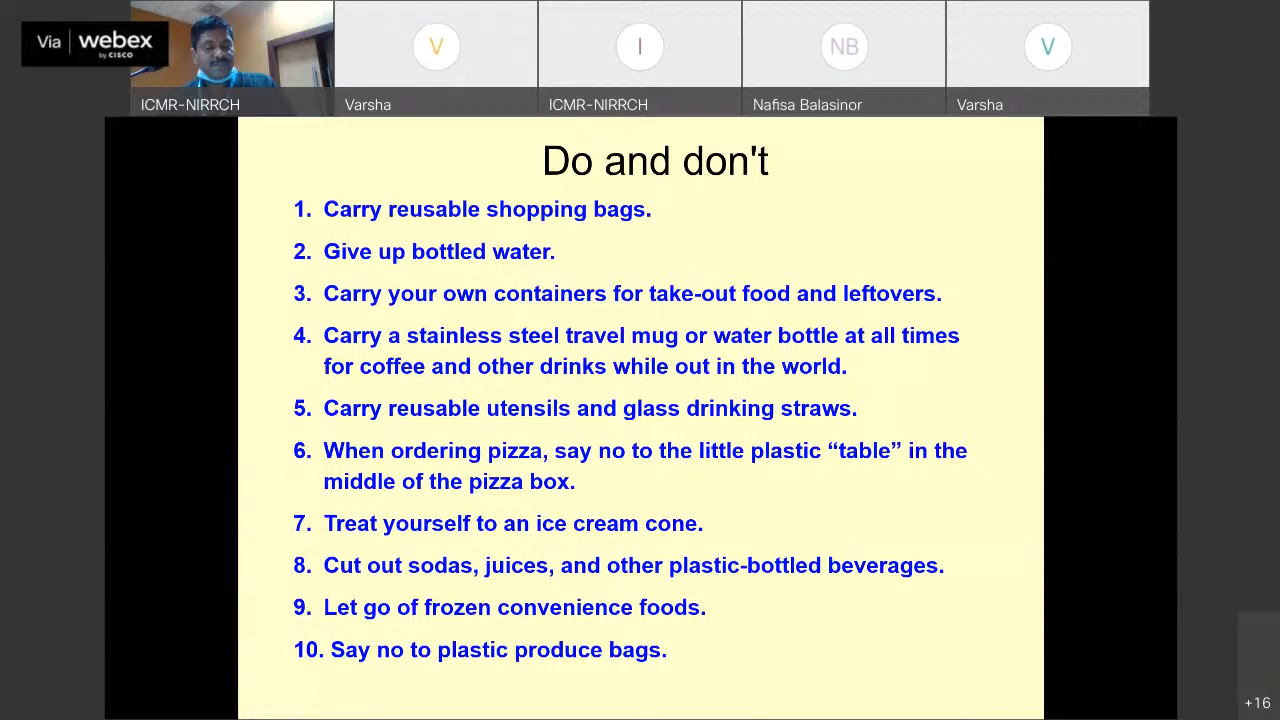 Via webex
by CISCO
V
I
NB
V
ICMR-NIRRCH
Varsha
ICMR-NIRRCH
Nafisa Balasinor
Varsha
Do and don't
1. Carry reusable shopping bags.
2. Give up bottled water.
3. Carry your own containers for take-out food and leftovers.
4. Carry a stainless steel travel mug or water bottle at all times
for coffee and other drinks while out in the world.
5. Carry reusable utensils and glass drinking straws.
6. When ordering pizza, say no to the little plastic “table” in the
middle of the pizza box.
7. Treat yourself to an ice cream cone.
8. Cut out sodas, juices, and other plastic-bottled beverages.
9. Let go of frozen convenience foods.
10. Say no to plastic produce bags.
+16